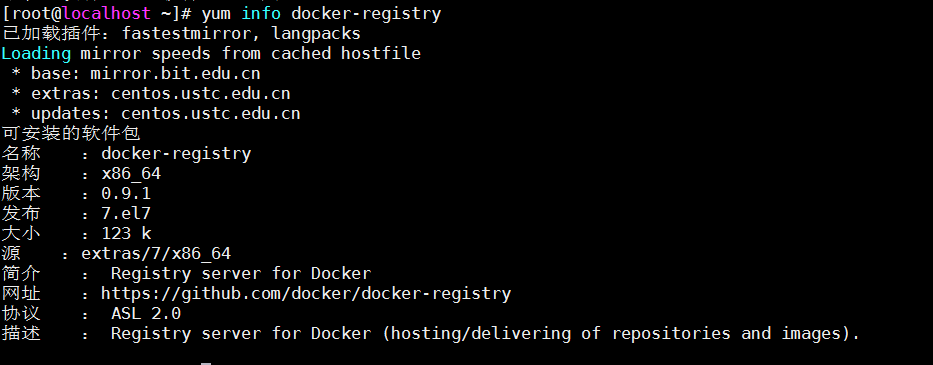 [root@localhost ~]# yum info docker-registry
已加载插件：fastestmirror, langpacks
Loading mirror speeds from cached hostfile
 * base: mirror.bit.edu.cn
 * extras: centos.ustc.edu.cn
 * updates: centos.ustc.edu.cn
可安装的软件包
名称    ：docker-registry
架构    ：x86_64
版本    ：0.9.1
发布    ：7.el7
大小    ：123 k
源    ：extras/7/x86_64
简介    ： Registry server for Docker
网址    ：https://github.com/docker/docker-registry
协议    ： ASL 2.0
描述    ： Registry server for Docker (hosting/delivering of repositories and images).